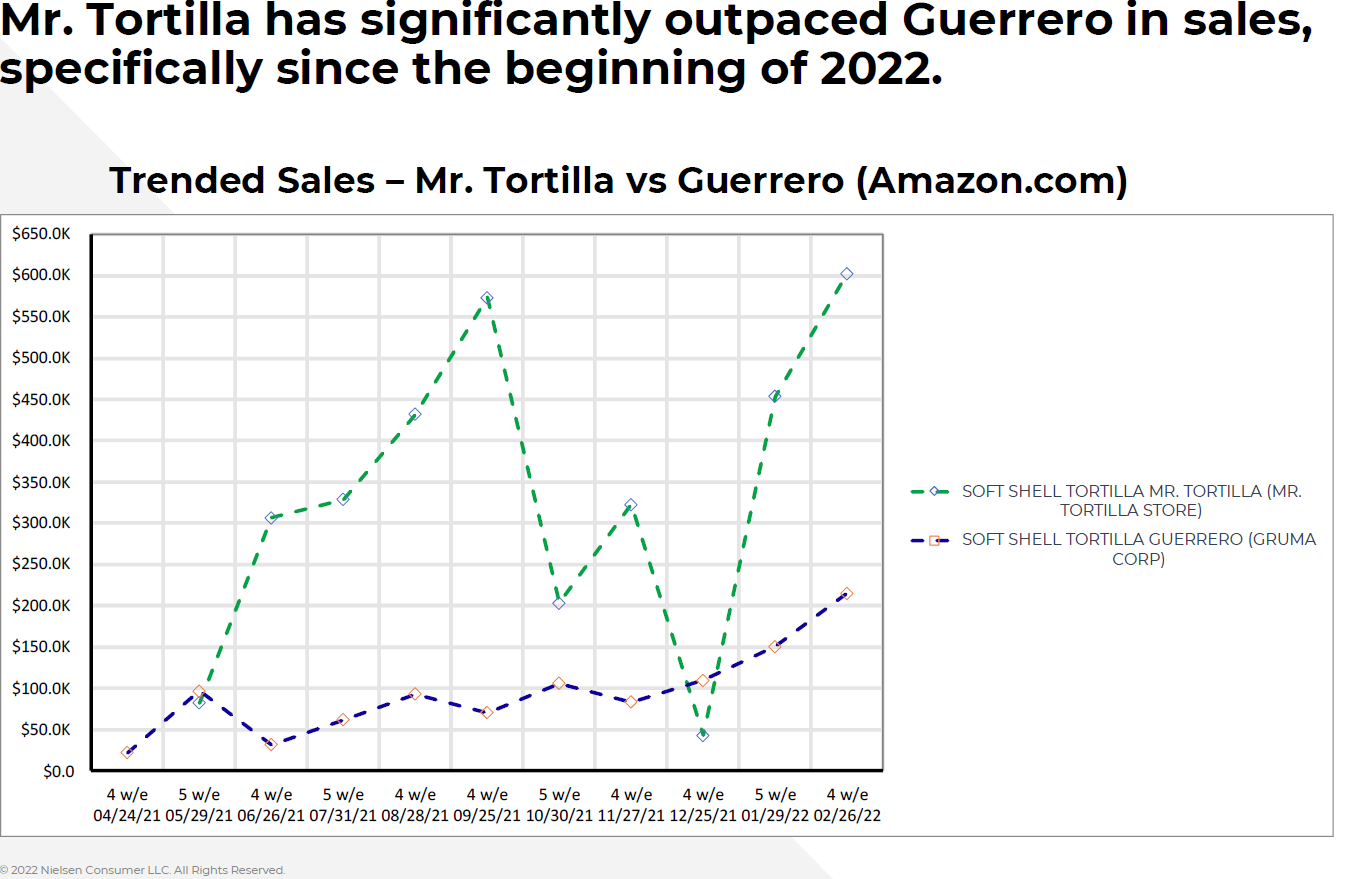 Mr. Tortilla has significantly outpaced Guerrero in sales,
specifically since the beginning of 2022.
Trended Sales – Mr. Tortilla vs Guerrero (Amazon.com)
$650.0K
$600.0K
$550.0K
$500.0K
$450.0K
$400.0K
$350.0K
$300.0K
$250.0K
$200.0K
$150.0K
$100.0K
$50.0K
$0.0
4 w/e 5 w/e 4 w/e 5 w/e 4 w/e 4 w/e 5 w/e 4 w/e 4 w/e 5 w/e 4 w/e
04/24/21 05/29/21 06/26/21 07/31/21 08/28/21 09/25/21 10/30/21 11/27/21 12/25/21 01/29/22 02/26/22
SOFT SHELL TORTILLA MR. TORTILLA (MR.
TORTILLA STORE)
SOFT SHELL TORTILLA GUERRERO (GRUMA
CORP)
© 2022 Nielsen Consumer LLC. All Rights Reserved.